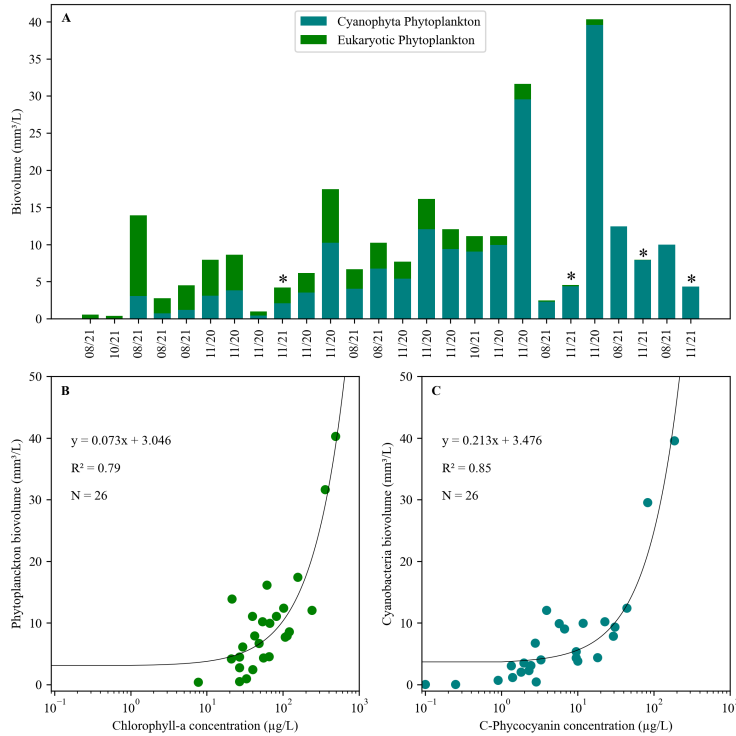 A
Cyanophyta Phytoplankton
Eukaryotic Phytoplankton
Biovolume (mm³/L)
40
35
30
25
20
15
10
5
0
* * * *
08/21 10/21 08/21 08/21 08/21 11/20 11/20 11/20 11/21 11/20 11/20 08/21 08/21 11/20 11/20 11/20 10/21 11/20 11/20 08/21 11/21 11/20 08/21 11/21 08/21 11/21
B
y = 0.073x + 3.046
R² = 0.79
N = 26
Phytoplanckton biovolume (mm³/L)
50
40
30
20
10
0
10⁻¹ 10⁰ 10¹ 10² 10³
Chlorophyll-a concentration (µg/L)
C
y = 0.213x + 3.476
R² = 0.85
N = 26
Cyanobacteria biovolume (mm³/L)
50
40
30
20
10
0
10⁻¹ 10⁰ 10¹ 10² 10³
C-Phycocyanin concentration (µg/L)